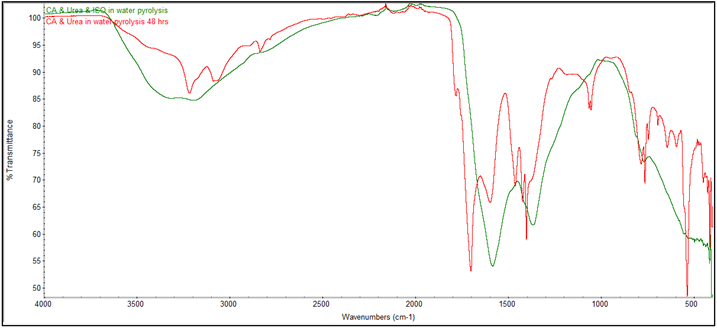 CA & Urea & ISO in water pyrolysis
CA & Urea in water pyrolysis 48 hrs
100
95
90
85
80
75
70
65
60
55
50
%Transmittance
4000 3500 3000 2500 2000 1500 1000 500
Wavenumbers (cm-1)